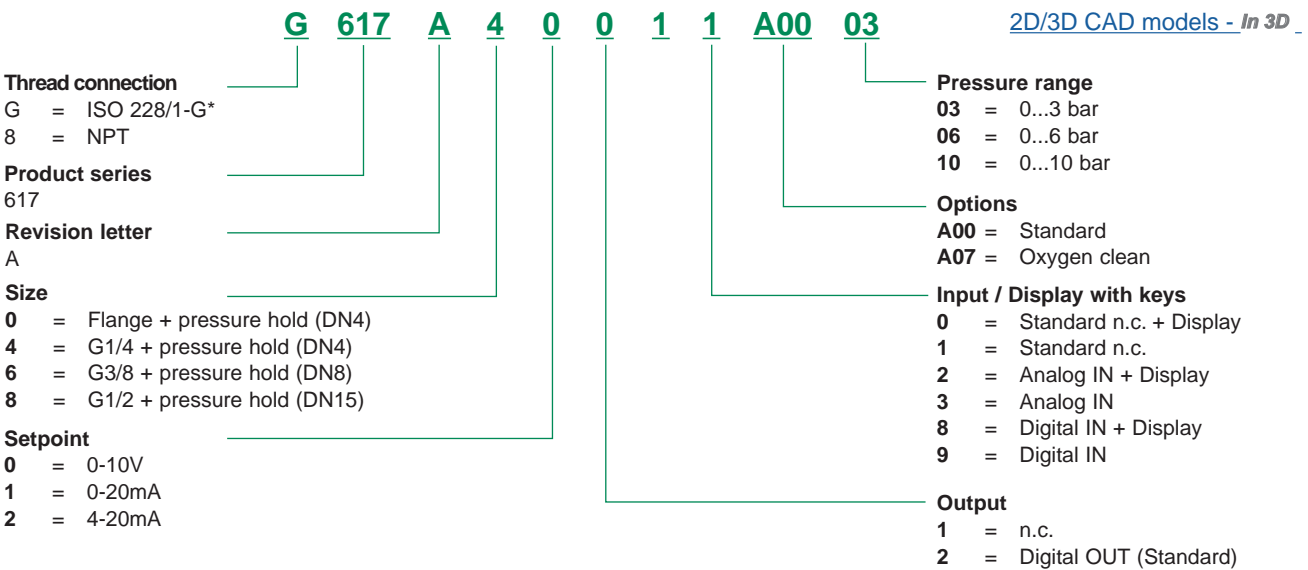 G 617 A 4 0 0 1 1 A00 03
2D/3D CAD models - In 3D
Thread connection
G = ISO 228/1-G*
8 = NPT
Product series
617
Revision letter
A
Size
0 = Flange + pressure hold (DN4)
4 = G1/4 + pressure hold (DN4)
6 = G3/8 + pressure hold (DN8)
8 = G1/2 + pressure hold (DN15)
Setpoint
0 = 0-10V
1 = 0-20mA
2 = 4-20mA
Pressure range
03 = 0...3 bar
06 = 0...6 bar
10 = 0...10 bar
Options
A00 = Standard
A07 = Oxygen clean
Input / Display with keys
0 = Standard n.c. + Display
1 = Standard n.c.
2 = Analog IN + Display
3 = Analog IN
8 = Digital IN + Display
9 = Digital IN
Output
1 = n.c.
2 = Digital OUT (Standard)